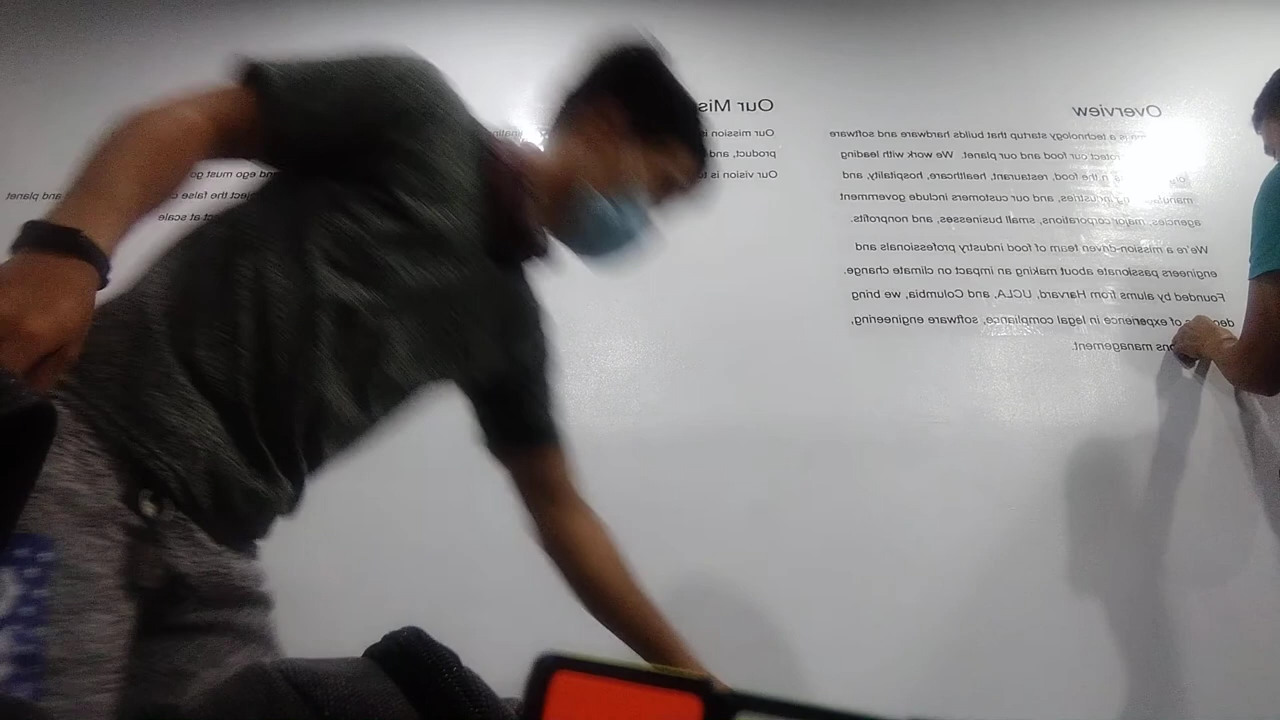 Overview
is a technology startup that builds hardware and software
our food and our planet. We work with leading
in the food, restaurant, healthcare, hospitality, and
industries, and our customers include government
agencies, major corporations, small businesses, and nonprofits.
We're a mission-driven team of food industry professionals and
engineers passionate about making an impact on climate change.
Founded by alums from Harvard, UCLA, and Columbia, we bring
of experience in legal compliance, software engineering,
management.
Our
Our mission is
product, and
Our vision is
and ego must go
the false and planet
at scale